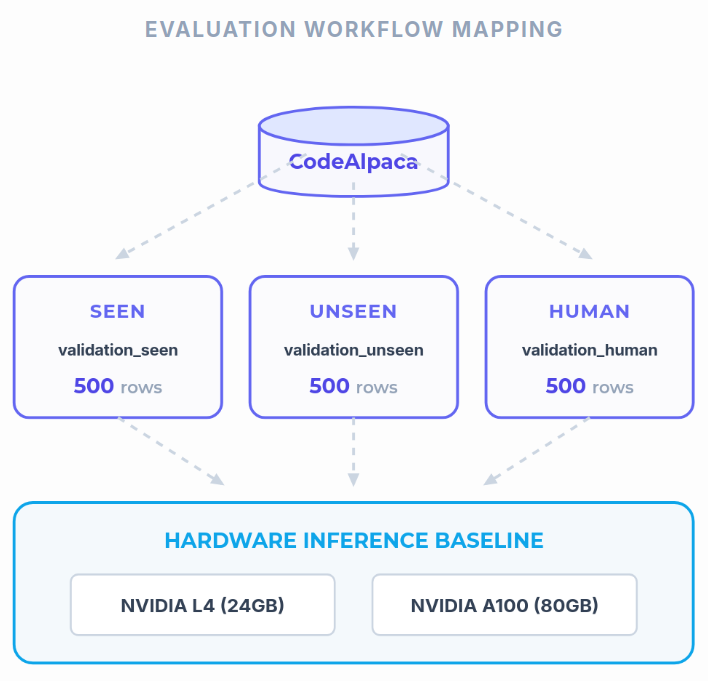 EVALUATION WORKFLOW MAPPING
CodeAlpaca
SEEN
validation_seen
500 rows
UNSEEN
validation_unseen
500 rows
HUMAN
validation_human
500 rows
HARDWARE INFERENCE BASELINE
NVIDIA L4 (24GB)
NVIDIA A100 (80GB)